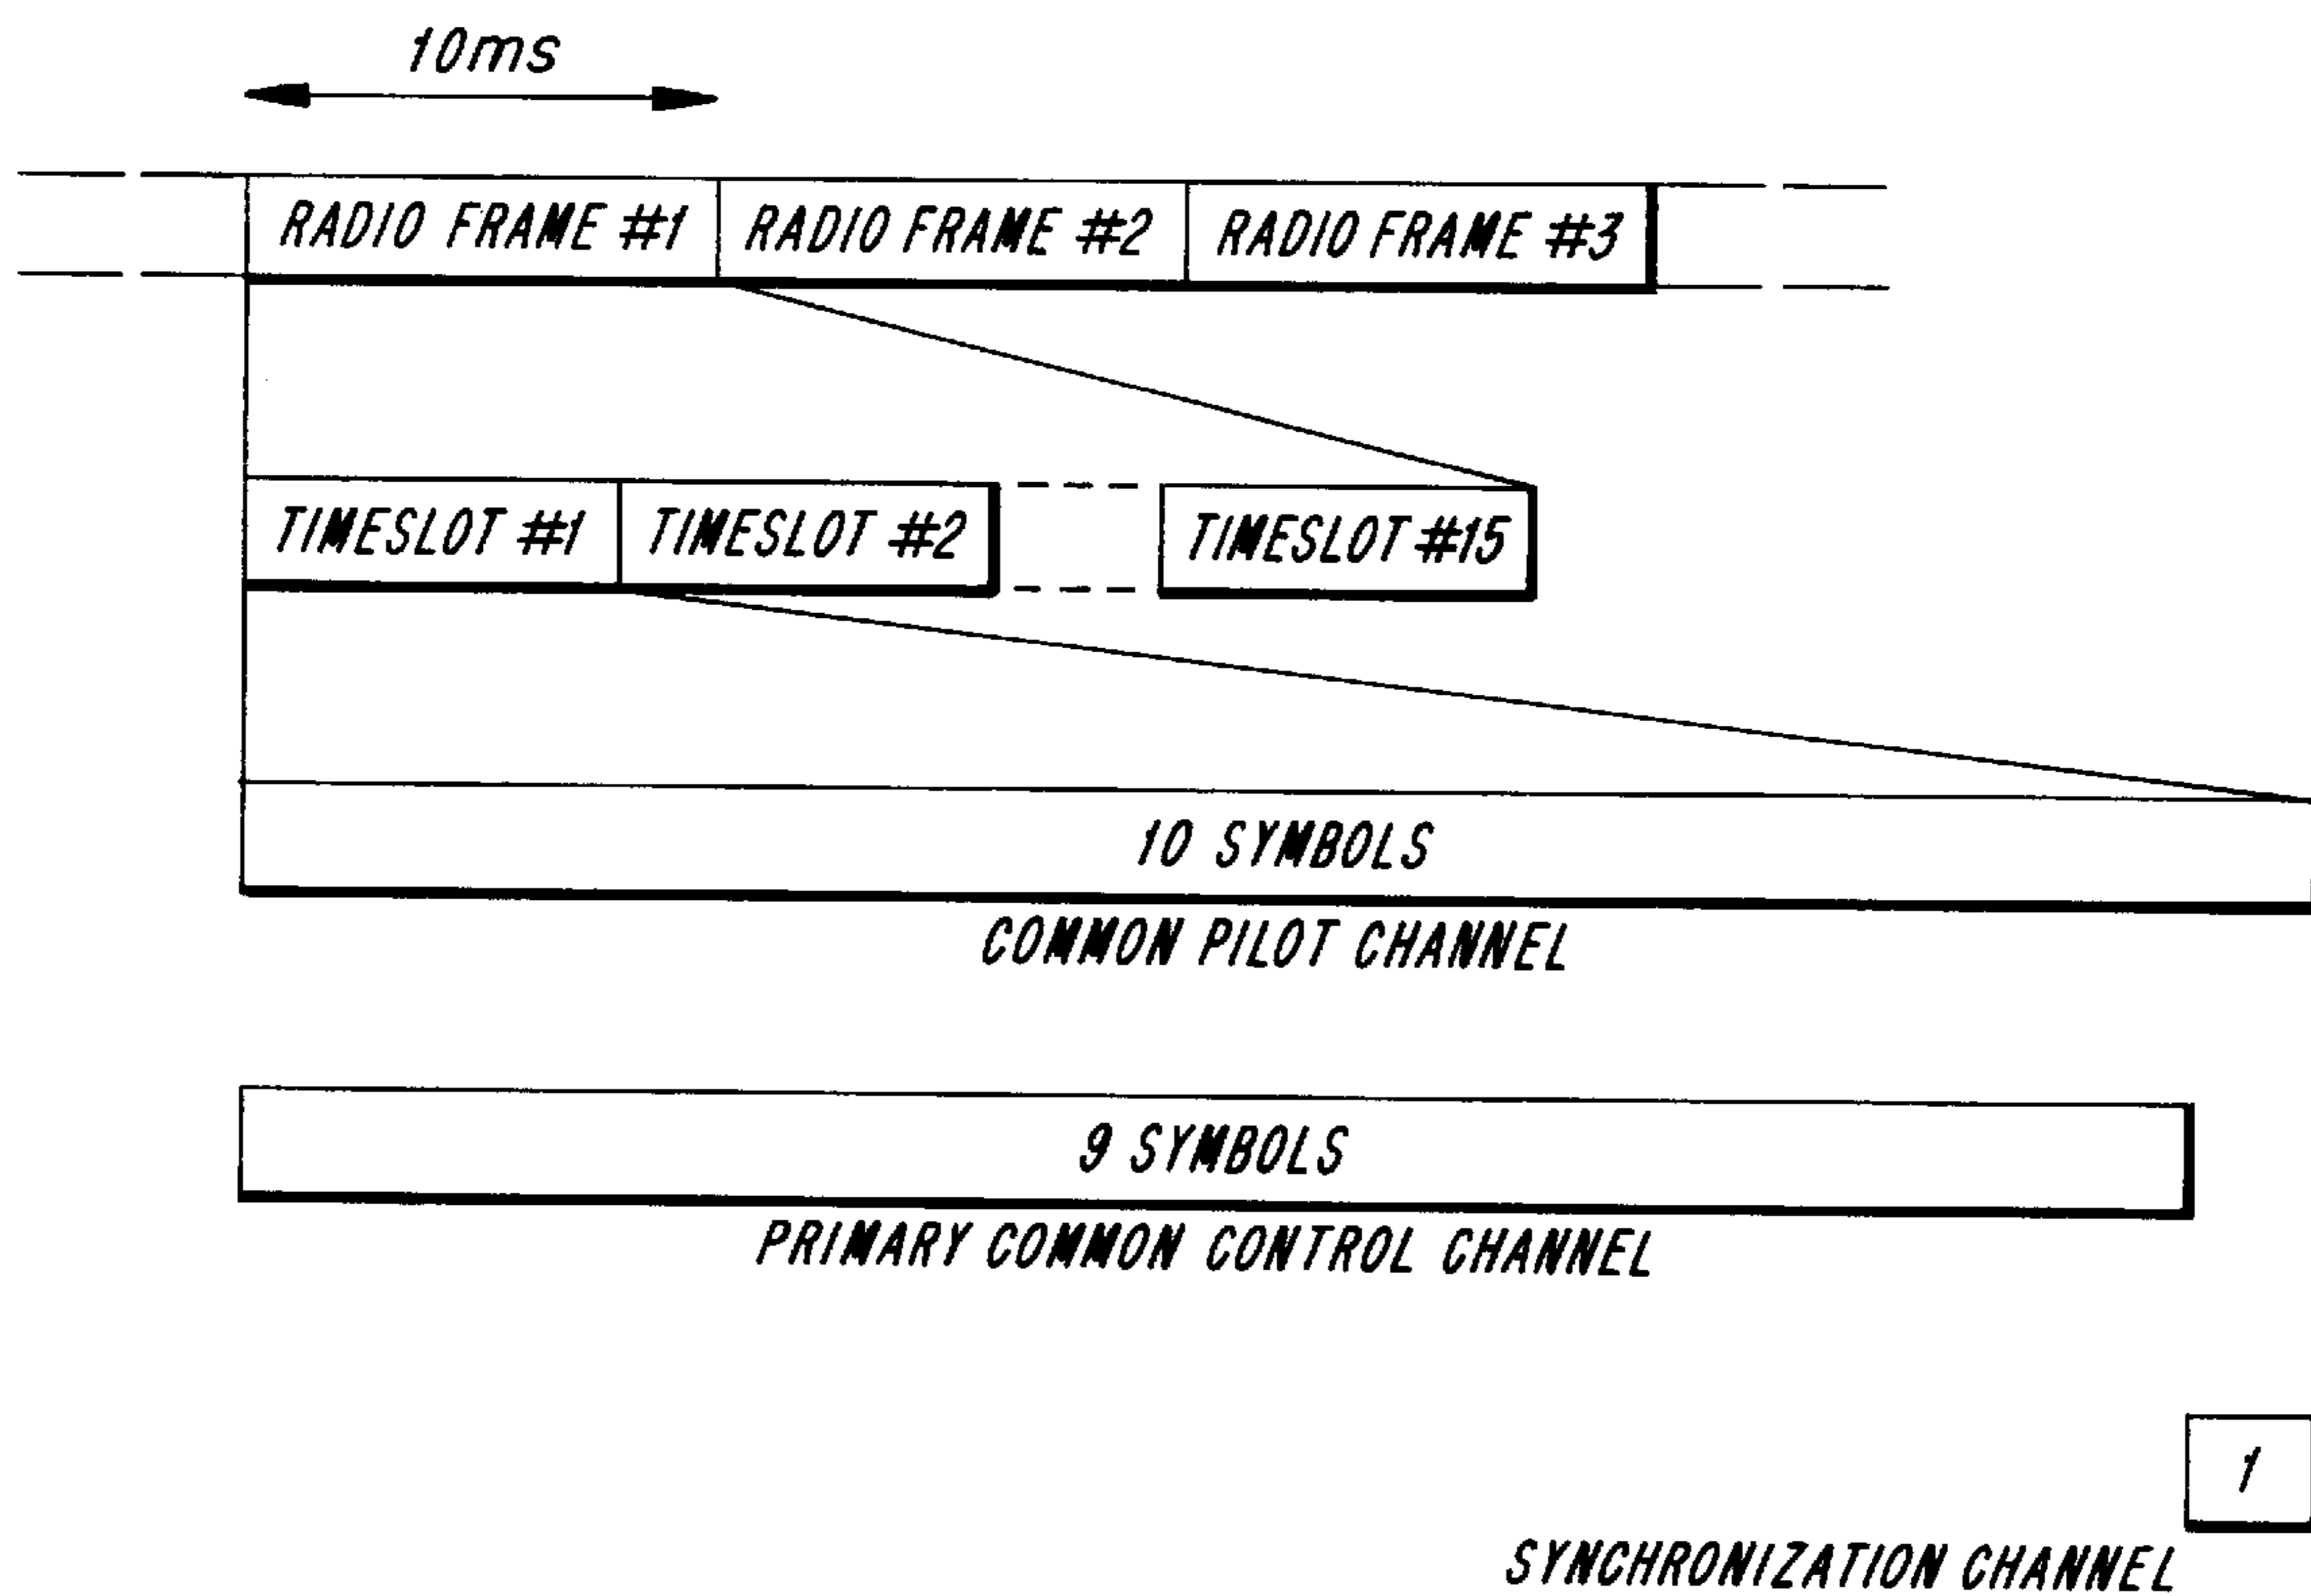 10ms
RADIO FRAME #1 RADIO FRAME #2 RADIO FRAME #3
TIMESLOT #1 TIMESLOT #2 TIMESLOT #15
10 SYMBOLS
COMMON PILOT CHANNEL
9 SYMBOLS
PRIMARY COMMON CONTROL CHANNEL
1
SYNCHRONIZATION CHANNEL